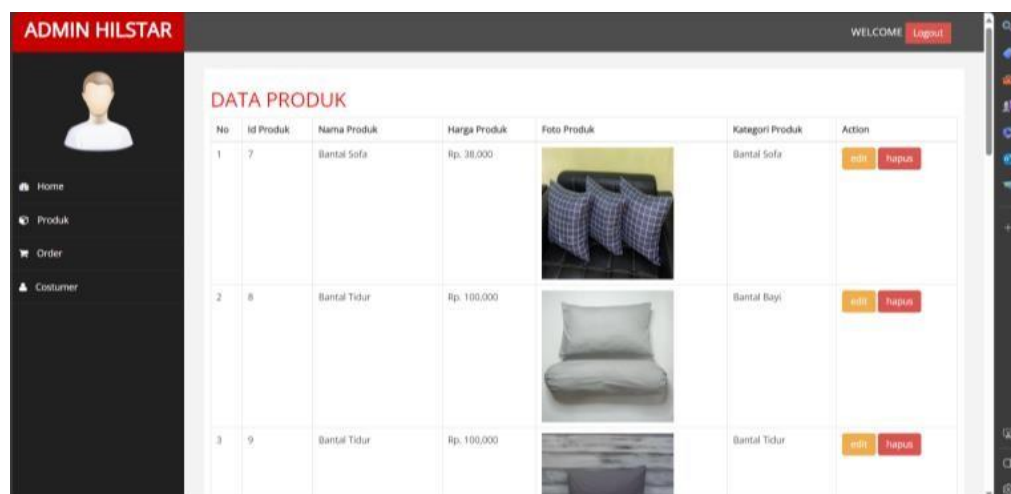 ADMIN HILSTAR
WELCOME Logout
Home
Produk
Order
Costumer
DATA PRODUK
No Id Produk Nama Produk Harga Produk Foto Produk Kategori Produk Action
1 7 Bantal Sofa Rp. 38,000 Bantal Sofa edit hapus
2 8 Bantal Tidur Rp. 100,000 Bantal Bayi edit hapus
3 9 Bantal Tidur Rp. 100,000 Bantal Tidur edit hapus